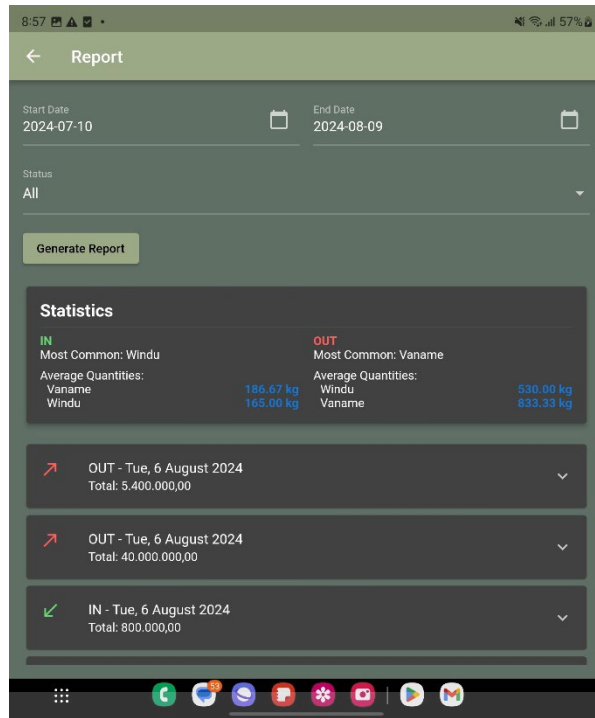 8:57
57%
Report
Start Date
2024-07-10
End Date
2024-08-09
Status
All
Generate Report
Statistics
IN
Most Common: Windu
Average Quantities:
Vaname 186.67 kg
Windu 165.00 kg
OUT
Most Common: Vaname
Average Quantities:
Windu 530.00 kg
Vaname 833.33 kg
OUT - Tue, 6 August 2024
Total: 5.400.000,00
OUT - Tue, 6 August 2024
Total: 40.000.000,00
IN - Tue, 6 August 2024
Total: 800.000,00
53